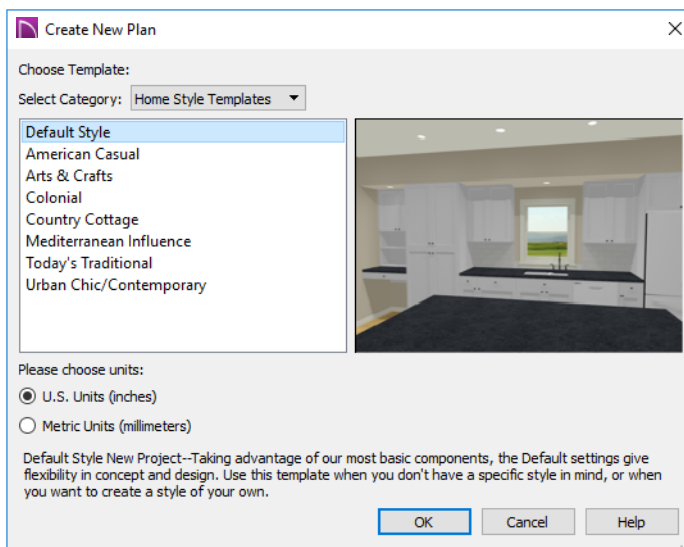 Create New Plan
Choose Template:
Select Category: Home Style Templates
Default Style
American Casual
Arts & Crafts
Colonial
Country Cottage
Mediterranean Influence
Today's Traditional
Urban Chic/Contemporary
Please choose units:
U.S. Units (inches)
Metric Units (millimeters)
Default Style New Project--Taking advantage of our most basic components, the Default settings give
flexibility in concept and design. Use this template when you don't have a specific style in mind, or when
you want to create a style of your own.
OK Cancel Help